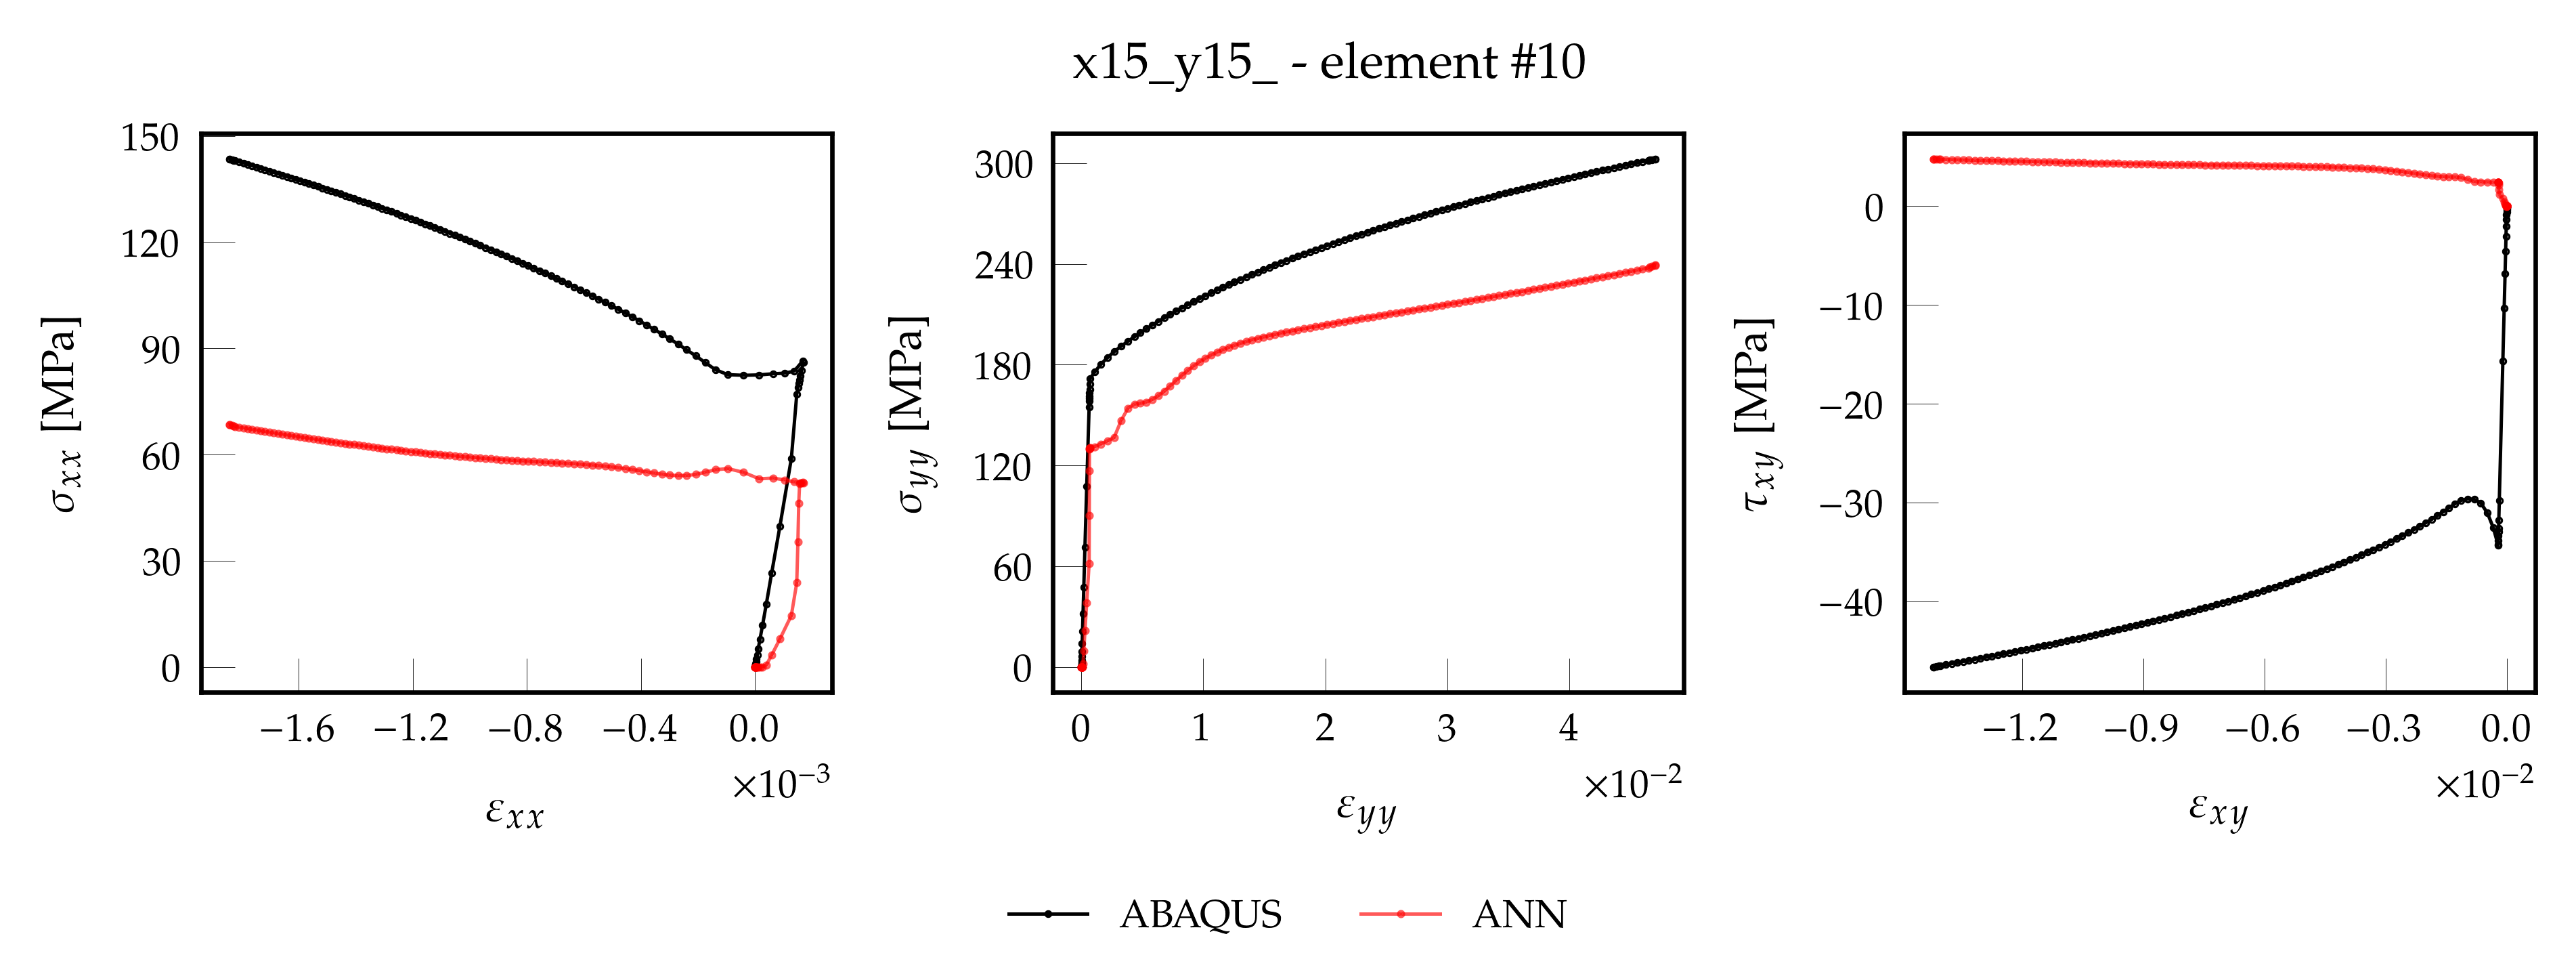 x15_y15_ - element #10
150
120
90
60
30
0
σxx [MPa]
−1.6 −1.2 −0.8 −0.4 0.0
×10−3
εxx
300
240
180
120
60
0
σyy [MPa]
0 1 2 3 4
×10−2
εyy
0
−10
−20
−30
−40
τxy [MPa]
−1.2 −0.9 −0.6 −0.3 0.0
×10−2
εxy
ABAQUS ANN